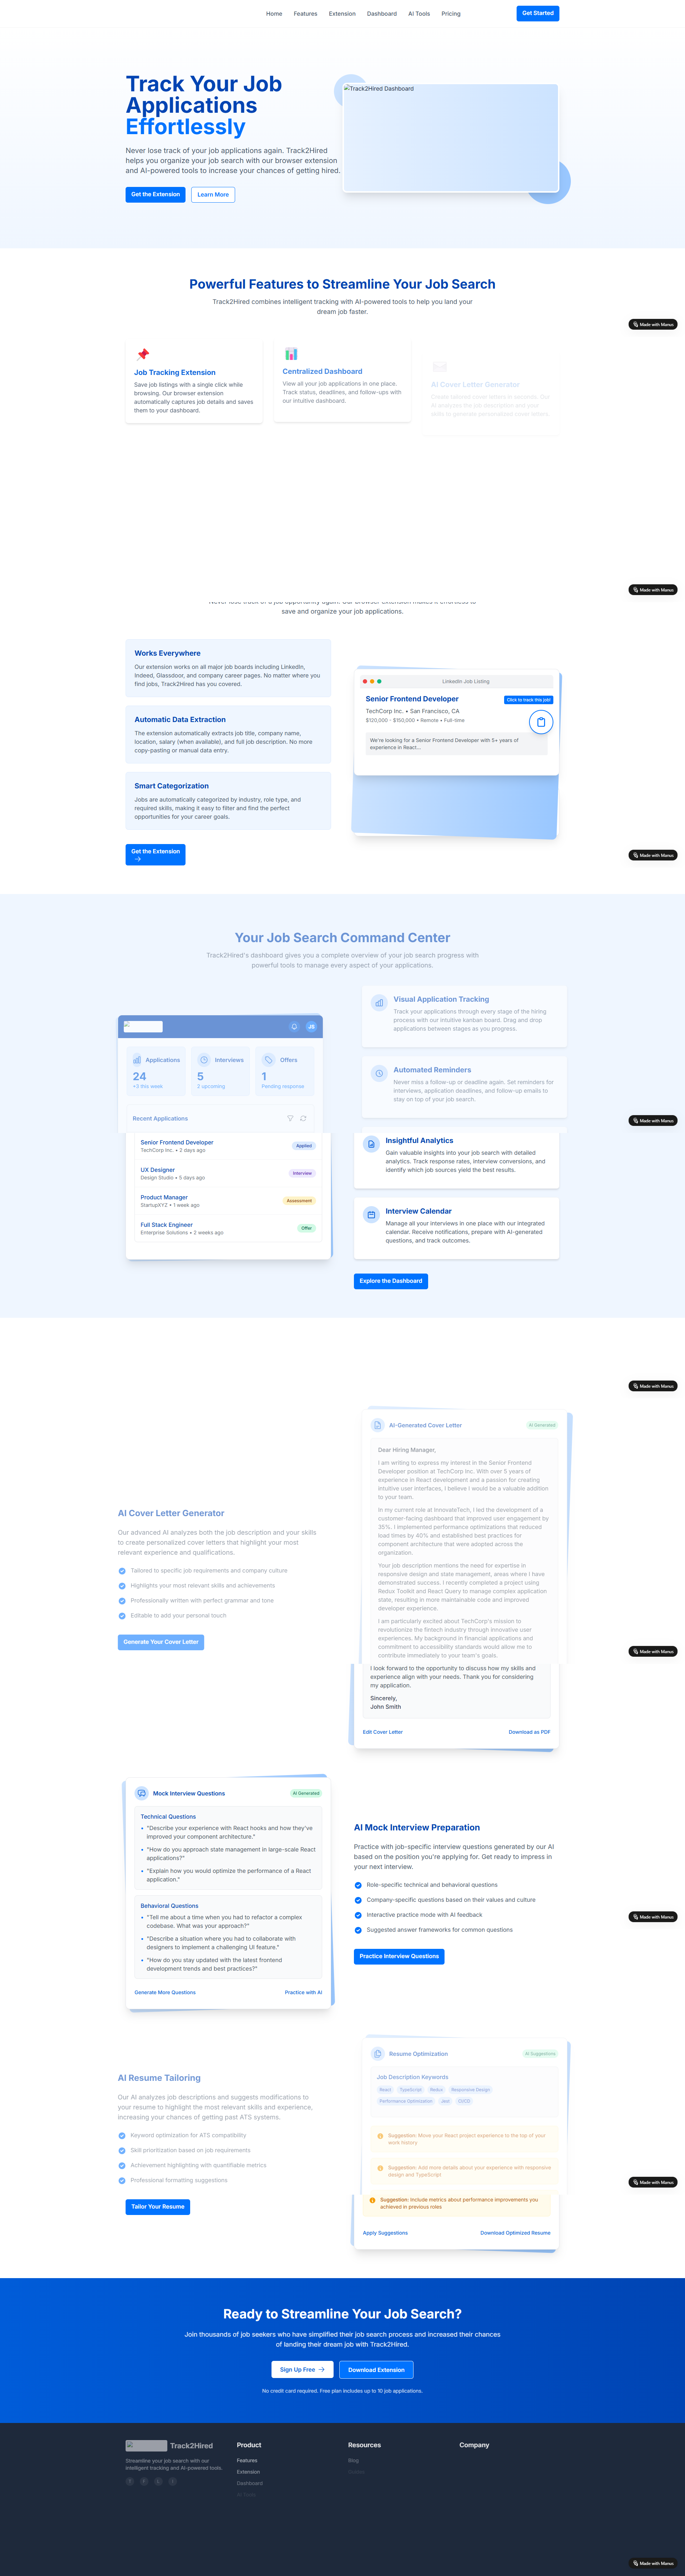 Home Features Extension Dashboard AI Tools Pricing Get Started
Track Your Job
Applications
Effortlessly
Track2Hired Dashboard
Never lose track of your job applications again. Track2Hired
helps you organize your job search with our browser extension
and AI-powered tools to increase your chances of getting hired.
Get the Extension Learn More
Powerful Features to Streamline Your Job Search
Track2Hired combines intelligent tracking with AI-powered tools to help you land your
dream job faster.
Made with Manus
Job Tracking Extension
Save job listings with a single click while
browsing. Our browser extension
automatically captures job details and saves
them to your dashboard.
Centralized Dashboard
View all your job applications in one place.
Track status, deadlines, and follow-ups with
our intuitive dashboard.
AI Cover Letter Generator
Create tailored cover letters in seconds. Our
AI analyzes the job description and your
skills to generate personalized cover letters.
Made with Manus
Never lose track of a job opportunity again. Our browser extension makes it effortless to
save and organize your job applications.
Works Everywhere
Our extension works on all major job boards including LinkedIn,
Indeed, Glassdoor, and company career pages. No matter where you
find jobs, Track2Hired has you covered.
Automatic Data Extraction
The extension automatically extracts job title, company name,
location, salary (when available), and full job description. No more
copy-pasting or manual data entry.
Smart Categorization
Jobs are automatically categorized by industry, role type, and
required skills, making it easy to filter and find the perfect
opportunities for your career goals.
Get the Extension
LinkedIn Job Listing
Senior Frontend Developer
Click to track this job!
TechCorp Inc. • San Francisco, CA
$120,000 - $150,000 • Remote • Full-time
We're looking for a Senior Frontend Developer with 5+ years of
experience in React...
Made with Manus
Your Job Search Command Center
Track2Hired's dashboard gives you a complete overview of your job search progress with
powerful tools to manage every aspect of your applications.
JS
Applications
24
+3 this week
Interviews
5
2 upcoming
Offers
1
Pending response
Recent Applications
Senior Frontend Developer
TechCorp Inc. • 2 days ago
Applied
UX Designer
Design Studio • 5 days ago
Interview
Product Manager
StartupXYZ • 1 week ago
Assessment
Full Stack Engineer
Enterprise Solutions • 2 weeks ago
Offer
Visual Application Tracking
Track your applications through every stage of the hiring
process with our intuitive kanban board. Drag and drop
applications between stages as you progress.
Automated Reminders
Never miss a follow-up or deadline again. Set reminders for
interviews, application deadlines, and follow-up emails to
stay on top of your job search.
Made with Manus
Insightful Analytics
Gain valuable insights into your job search with detailed
analytics. Track response rates, interview conversions, and
identify which job sources yield the best results.
Interview Calendar
Manage all your interviews in one place with our integrated
calendar. Receive notifications, prepare with AI-generated
questions, and track outcomes.
Explore the Dashboard
Made with Manus
AI Cover Letter Generator
Our advanced AI analyzes both the job description and your skills
to create personalized cover letters that highlight your most
relevant experience and qualifications.
Tailored to specific job requirements and company culture
Highlights your most relevant skills and achievements
Professionally written with perfect grammar and tone
Editable to add your personal touch
Generate Your Cover Letter
AI-Generated Cover Letter
AI Generated
Dear Hiring Manager,
I am writing to express my interest in the Senior Frontend
Developer position at TechCorp Inc. With over 5 years of
experience in React development and a passion for creating
intuitive user interfaces, I believe I would be a valuable addition
to your team.
In my current role at InnovateTech, I led the development of a
customer-facing dashboard that improved user engagement by
35%. I implemented performance optimizations that reduced
load times by 40% and established best practices for
component architecture that were adopted across the
organization.
Your job description mentions the need for expertise in
responsive design and state management, areas where I have
demonstrated success. I recently completed a project using
Redux Toolkit and React Query to manage complex application
state, resulting in more maintainable code and improved
developer experience.
I am particularly excited about TechCorp's mission to
revolutionize the fintech industry through innovative user
experiences. My background in financial applications and
commitment to accessibility would allow me to
contribute immediately to your team's goals.
Made with Manus
I look forward to the opportunity to discuss how my skills and
experience align with your needs. Thank you for considering
my application.
Sincerely,
John Smith
Edit Cover Letter Download as PDF
Mock Interview Questions
AI Generated
Technical Questions
• "Describe your experience with React hooks and how they've
improved your component architecture."
• "How do you approach state management in large-scale React
applications?"
• "Explain how you would optimize the performance of a React
application."
Behavioral Questions
• "Tell me about a time when you had to refactor a complex
codebase. What was your approach?"
• "Describe a situation where you had to collaborate with
designers to implement a challenging UI feature."
• "How do you stay updated with the latest frontend
development trends and best practices?"
Generate More Questions Practice with AI
AI Mock Interview Preparation
Practice with job-specific interview questions generated by our AI
based on the position you're applying for. Get ready to impress in
your next interview.
Role-specific technical and behavioral questions
Company-specific questions based on their values and culture
Interactive practice mode with AI feedback
Suggested answer frameworks for common questions
Practice Interview Questions
Made with Manus
AI Resume Tailoring
Our AI analyzes job descriptions and suggests modifications to
your resume to highlight the most relevant skills and experience,
increasing your chances of getting past ATS systems.
Keyword optimization for ATS compatibility
Skill prioritization based on job requirements
Achievement highlighting with quantifiable metrics
Professional formatting suggestions
Tailor Your Resume
Resume Optimization
AI Suggestions
Job Description Keywords
React TypeScript Redux Responsive Design
Performance Optimization Jest CI/CD
Suggestion: Move your React project experience to the top of your
work history
Suggestion: Add more details about your experience with responsive
design and TypeScript
Made with Manus
Suggestion: Include metrics about performance improvements you
achieved in previous roles
Apply Suggestions Download Optimized Resume
Ready to Streamline Your Job Search?
Join thousands of job seekers who have simplified their job search process and increased their chances
of landing their dream job with Track2Hired.
Sign Up Free Download Extension
No credit card required. Free plan includes up to 10 job applications.
Track2Hired
Streamline your job search with our
intelligent tracking and AI-powered tools.
Product
Features
Extension
Dashboard
AI Tools
Resources
Blog
Company
Made with Manus